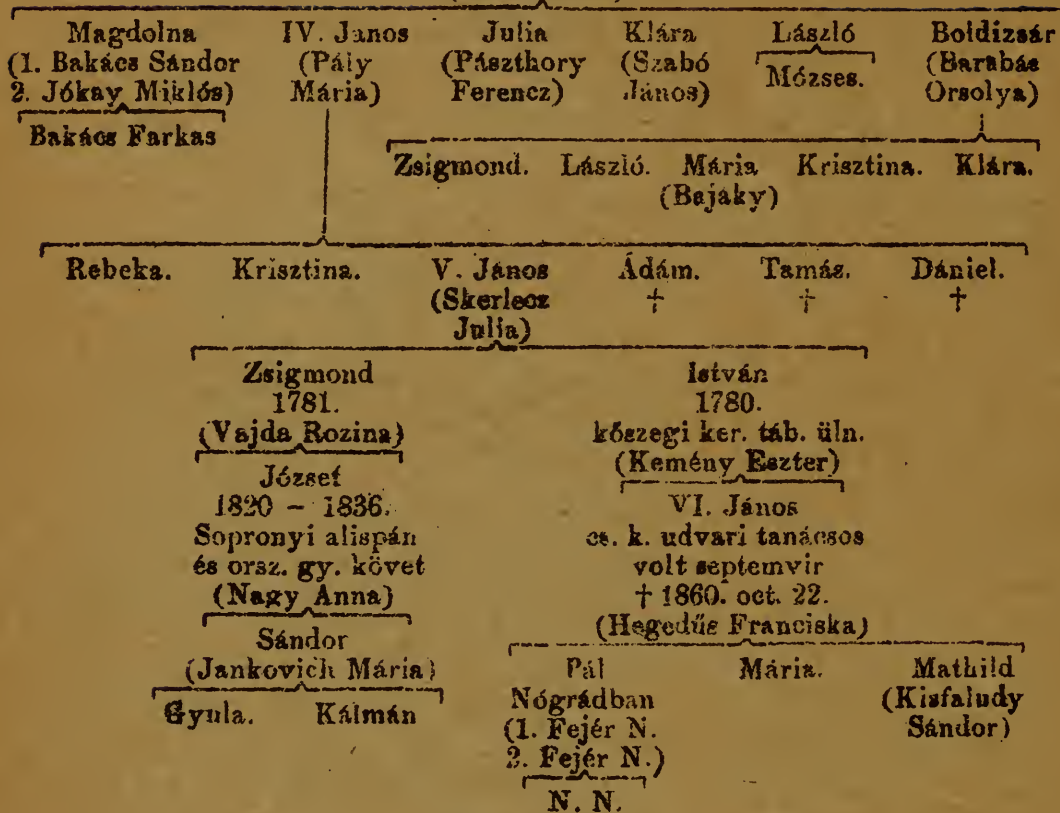 Magdolna IV. Janos Julia Klára László Boldizsár
(1. Bakács Sándor (Pály (Pászthory (Szabó Mózses. (Barabás
2. Jókay Miklós) Mária) Ferencz) János) Orsolya)
Bakács Farkas
Zsigmond. László. Mária Krisztina. Klára.
(Bajáky)
Rebeka. Krisztina. V. János Ádám. Tamáz. Dániel.
(Skerlecz † † †
Julia)
Zsigmond István
1781. 1780.
(Vajda Rozina) kőszegi ker. táb. üln.
József (Kemény Eszter)
1820 – 1836. VI. János
Sopronyi alispán cs. k. udvari tanácsos
és orsz. gy. követ volt septemvir
(Nagy Anna) † 1860. oct. 22.
Sándor (Hegedűs Franciska)
(Jankovich Mária) Pál Mária. Mathild
Gyula. Kálmán Nógrádban (Kisfaludy
(1. Fejér N. Sándor)
2. Fejér N.)
N. N.